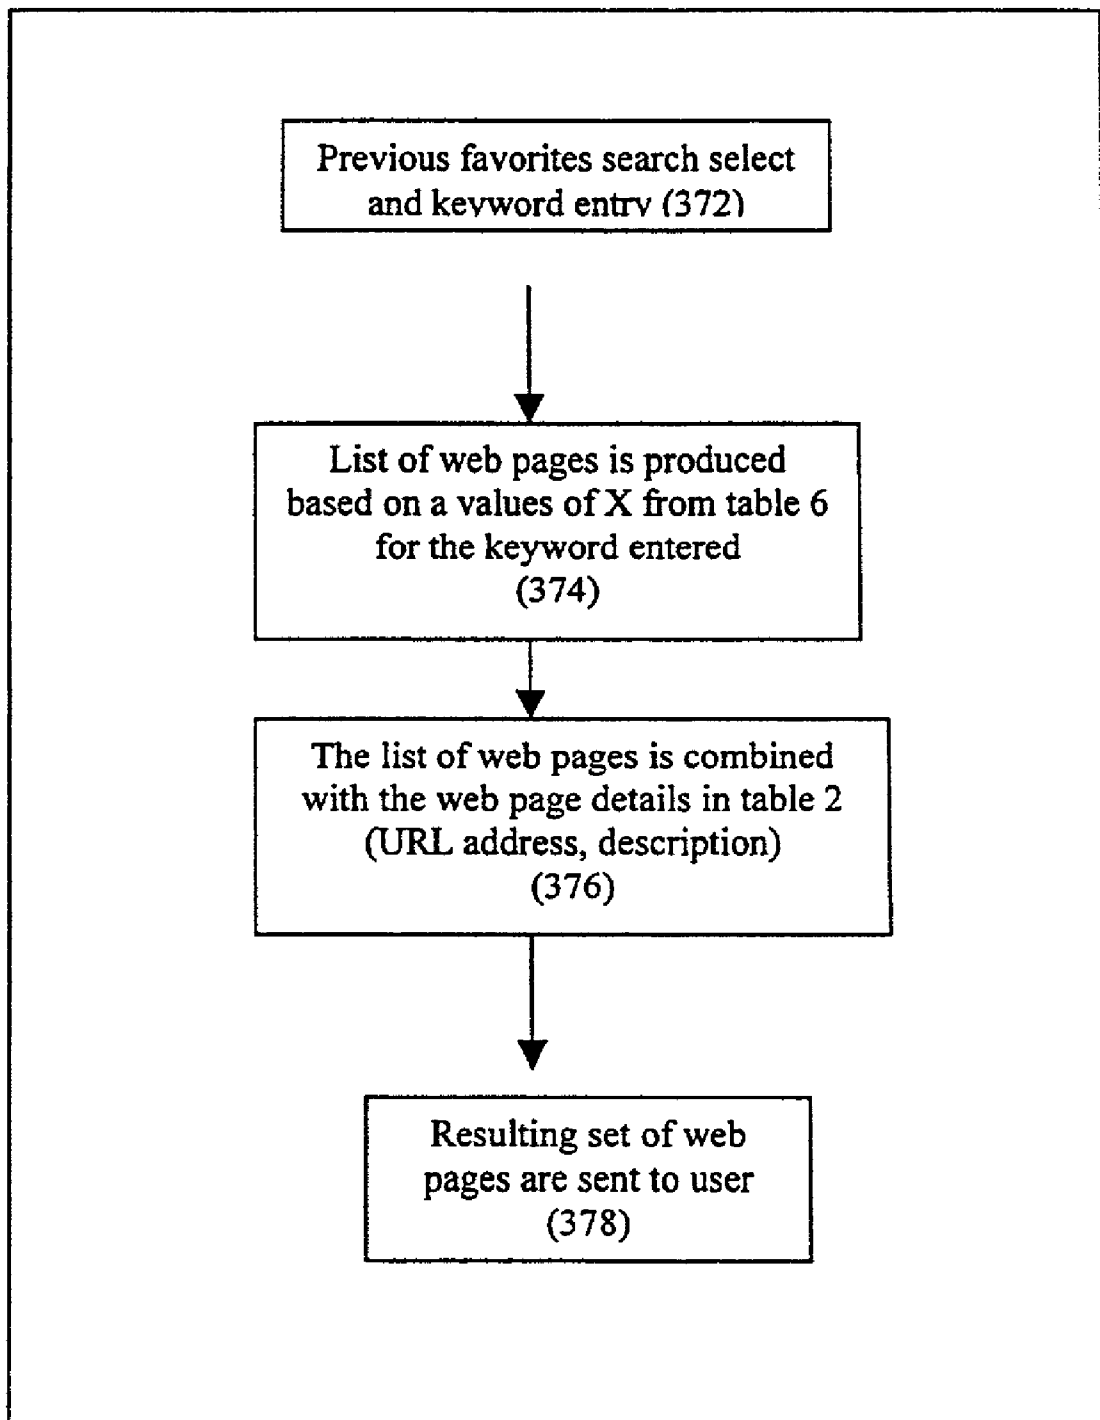 Previous favorites search select
and keyword entry (372)
List of web pages is produced
based on a values of X from table 6
for the keyword entered
(374)
The list of web pages is combined
with the web page details in table 2
(URL address, description)
(376)
Resulting set of web
pages are sent to user
(378)